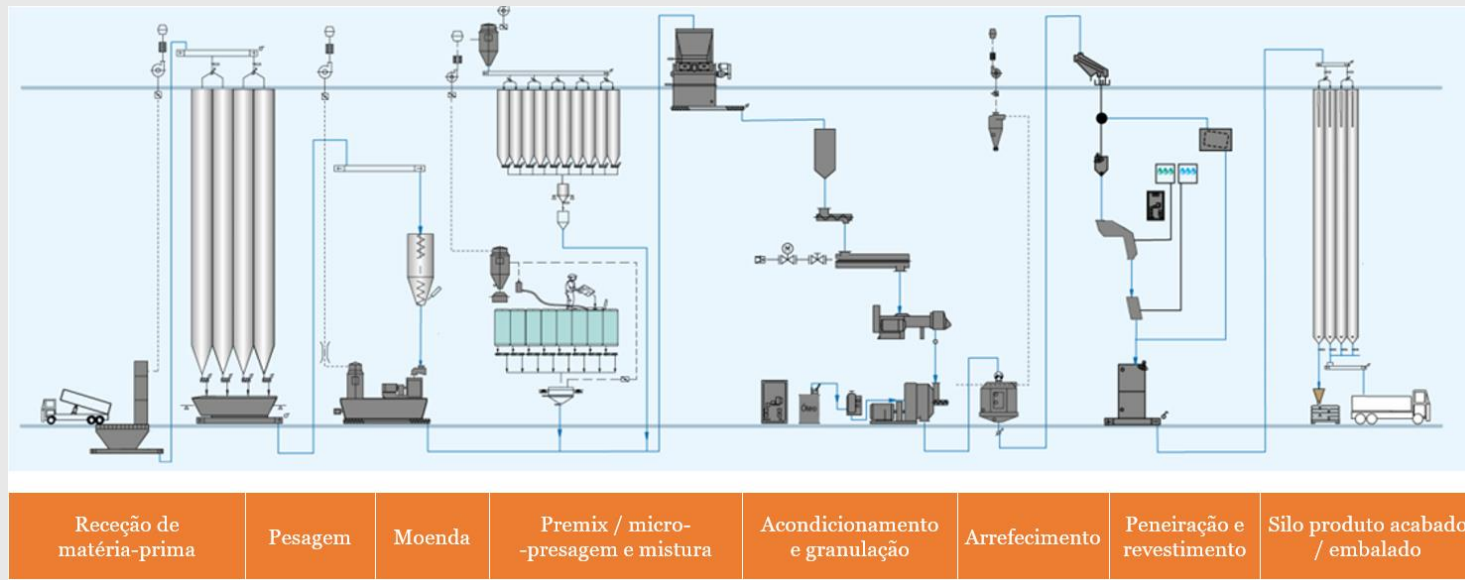 M
Óleo
Receção de
matéria-prima
Pesagem
Moenda
Premix / micro-
-presagem e mistura
Acondicionamento
e granulação
Arrefecimento
Peneiração e
revestimento
Silo produto acabado
/ embalado